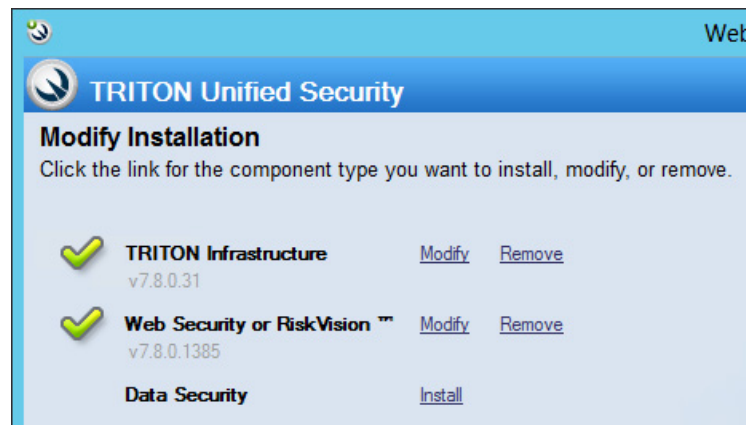 Web
TRITON Unified Security
Modify Installation
Click the link for the component type you want to install, modify, or remove.
TRITON Infrastructure Modify Remove
v7.8.0.31
Web Security or RiskVision ™ Modify Remove
v7.8.0.1385
Data Security Install